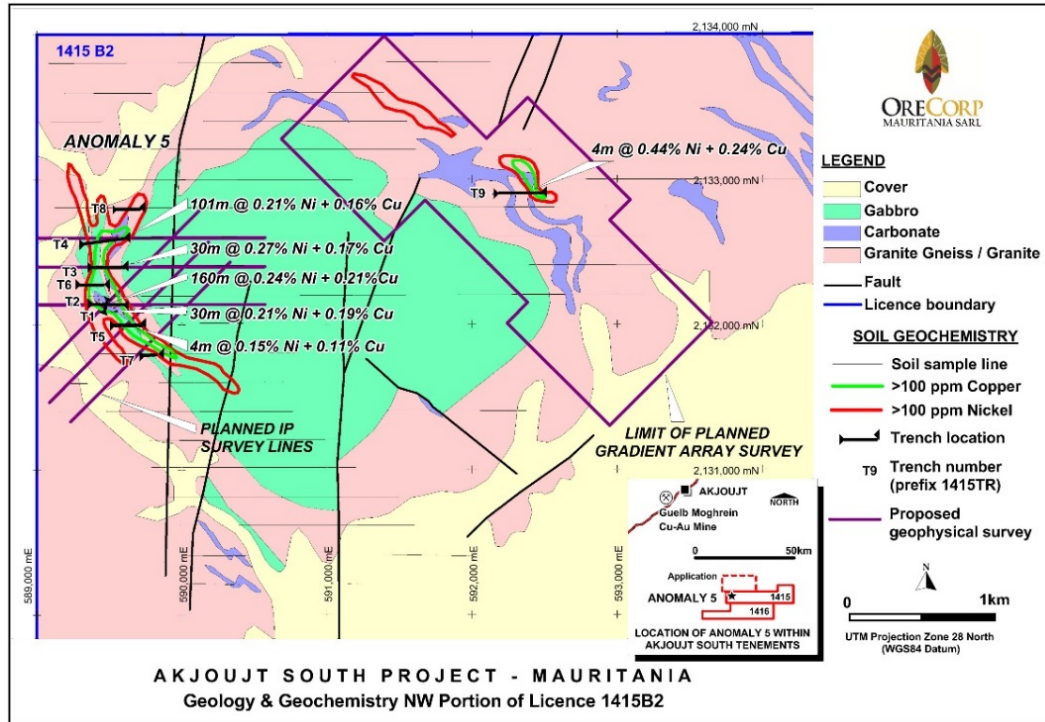 1415 B2
2,134,000 mN
ANOMALY 5
4m @ 0.44% Ni + 0.24% Cu
2,133,000 mN
T9
T8
101m @ 0.21% Ni + 0.16% Cu
T4
30m @ 0.27% Ni + 0.17% Cu
T3
T6
160m @ 0.24% Ni + 0.21%Cu
T2
T1
30m @ 0.21% Ni + 0.19% Cu
2,132,000 mN
T5
4m @ 0.15% Ni + 0.11% Cu
T7
PLANNED IP
SURVEY LINES
LIMIT OF PLANNED
GRADIENT ARRAY SURVEY
2,131,000 mN
589,000 mE
590,000 mE
591,000 mE
592,000 mE
593,000 mE
AKJOUJT
NORTH
Guelb Moghrein
Cu-Au Mine
0
50km
Application
ANOMALY 5
1415
1416
LOCATION OF ANOMALY 5 WITHIN
AKJOUJT SOUTH TENEMENTS
ORECORP
MAURITANIA SARL
LEGEND
Cover
Gabbro
Carbonate
Granite Gneiss / Granite
Fault
Licence boundary
SOIL GEOCHEMISTRY
Soil sample line
>100 ppm Copper
>100 ppm Nickel
Trench location
T9
Trench number
(prefix 1415TR)
Proposed
geophysical survey
N
0
1km
UTM Projection Zone 28 North
(WGS84 Datum)
AKJOUJT SOUTH PROJECT - MAURITANIA
Geology & Geochemistry NW Portion of Licence 1415B2